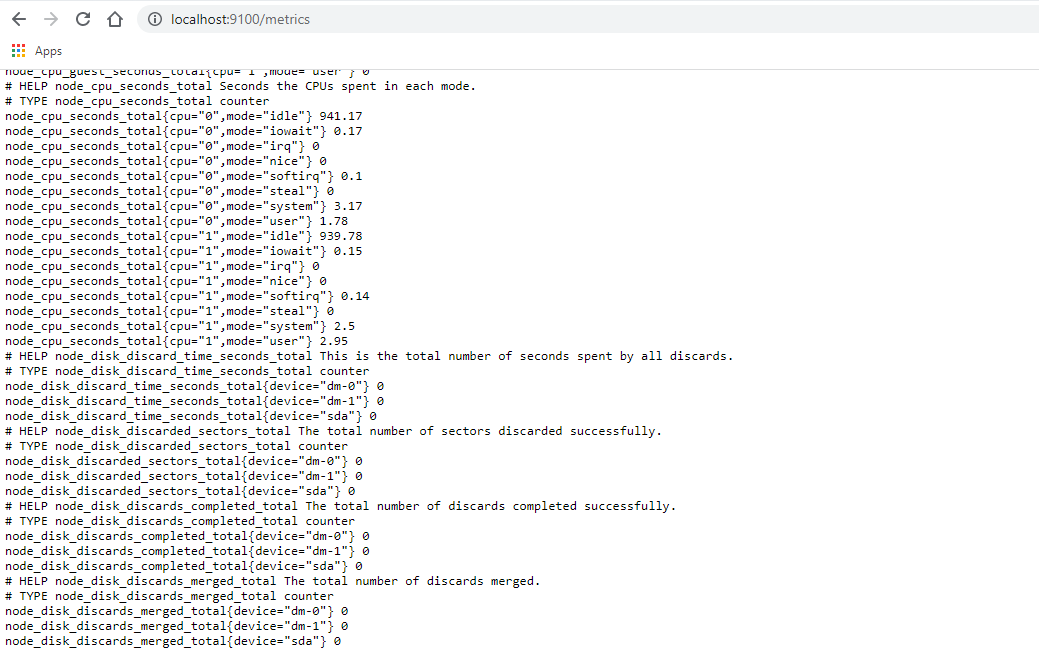 localhost:9100/metrics
Apps
node_cpu_guest_seconds_total{cpu="1",mode="user"} 0
# HELP node_cpu_seconds_total Seconds the CPUs spent in each mode.
# TYPE node_cpu_seconds_total counter
node_cpu_seconds_total{cpu="0",mode="idle"} 941.17
node_cpu_seconds_total{cpu="0",mode="iowait"} 0.17
node_cpu_seconds_total{cpu="0",mode="irq"} 0
node_cpu_seconds_total{cpu="0",mode="nice"} 0
node_cpu_seconds_total{cpu="0",mode="softirq"} 0.1
node_cpu_seconds_total{cpu="0",mode="steal"} 0
node_cpu_seconds_total{cpu="0",mode="system"} 3.17
node_cpu_seconds_total{cpu="0",mode="user"} 1.78
node_cpu_seconds_total{cpu="1",mode="idle"} 939.78
node_cpu_seconds_total{cpu="1",mode="iowait"} 0.15
node_cpu_seconds_total{cpu="1",mode="irq"} 0
node_cpu_seconds_total{cpu="1",mode="nice"} 0
node_cpu_seconds_total{cpu="1",mode="softirq"} 0.14
node_cpu_seconds_total{cpu="1",mode="steal"} 0
node_cpu_seconds_total{cpu="1",mode="system"} 2.5
node_cpu_seconds_total{cpu="1",mode="user"} 2.95
# HELP node_disk_discard_time_seconds_total This is the total number of seconds spent by all discards.
# TYPE node_disk_discard_time_seconds_total counter
node_disk_discard_time_seconds_total{device="dm-0"} 0
node_disk_discard_time_seconds_total{device="dm-1"} 0
node_disk_discard_time_seconds_total{device="sda"} 0
# HELP node_disk_discarded_sectors_total The total number of sectors discarded successfully.
# TYPE node_disk_discarded_sectors_total counter
node_disk_discarded_sectors_total{device="dm-0"} 0
node_disk_discarded_sectors_total{device="dm-1"} 0
node_disk_discarded_sectors_total{device="sda"} 0
# HELP node_disk_discards_completed_total The total number of discards completed successfully.
# TYPE node_disk_discards_completed_total counter
node_disk_discards_completed_total{device="dm-0"} 0
node_disk_discards_completed_total{device="dm-1"} 0
node_disk_discards_completed_total{device="sda"} 0
# HELP node_disk_discards_merged_total The total number of discards merged.
# TYPE node_disk_discards_merged_total counter
node_disk_discards_merged_total{device="dm-0"} 0
node_disk_discards_merged_total{device="dm-1"} 0
node_disk_discards_merged_total{device="sda"} 0